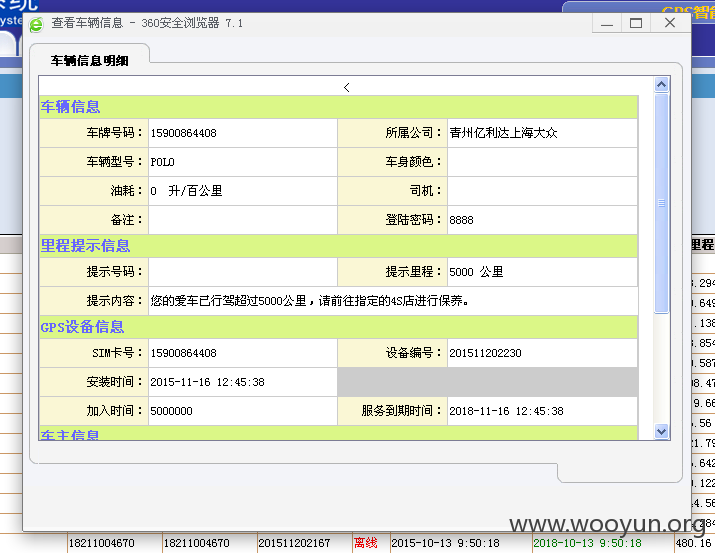 系统
GPS智能
System
查看车辆信息 - 360安全浏览器 7.1
车辆信息明细
<
车辆信息
车牌号码： 15900864408 所属公司： 青州亿利达上海大众
车辆型号： POLO 车身颜色：
油耗： 0 升/百公里 司机：
备注： 登陆密码： 8888
里程提示信息
提示号码： 提示里程： 5000 公里
提示内容： 您的爱车已行驾超过5000公里，请前往指定的4S店进行保养。
GPS设备信息
SIM卡号： 15900864408 设备编号： 201511202230
安装时间： 2015-11-16 12:45:38
加入时间： 5000000 服务到期时间： 2018-11-16 12:45:38
车主信息
里程
www.wooyun.org
18211004670 18211004670 201511202167 离线 2015-10-13 9:50:18 2018-10-13 9:50:18 480.16